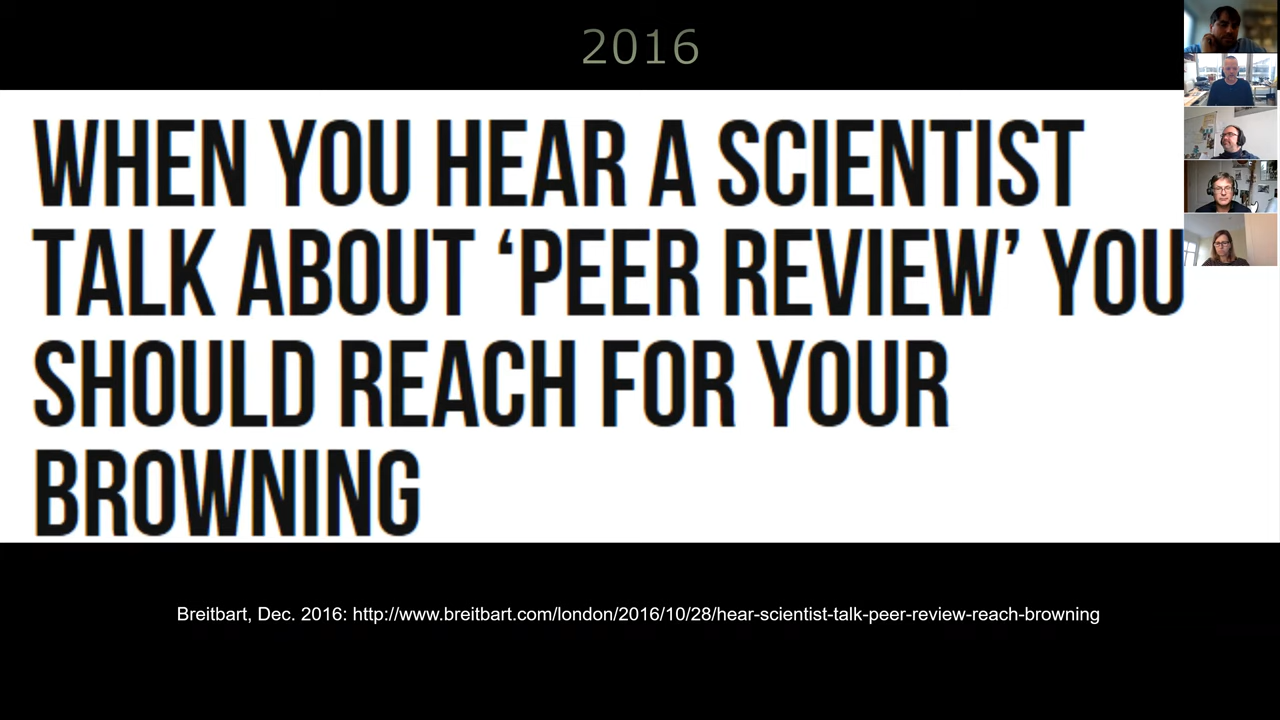 2016
WHEN YOU HEAR A SCIENTIST
TALK ABOUT ‘PEER REVIEW’ YOU
SHOULD REACH FOR YOUR
BROWNING
Breitbart, Dec. 2016: http://www.breitbart.com/london/2016/10/28/hear-scientist-talk-peer-review-reach-browning